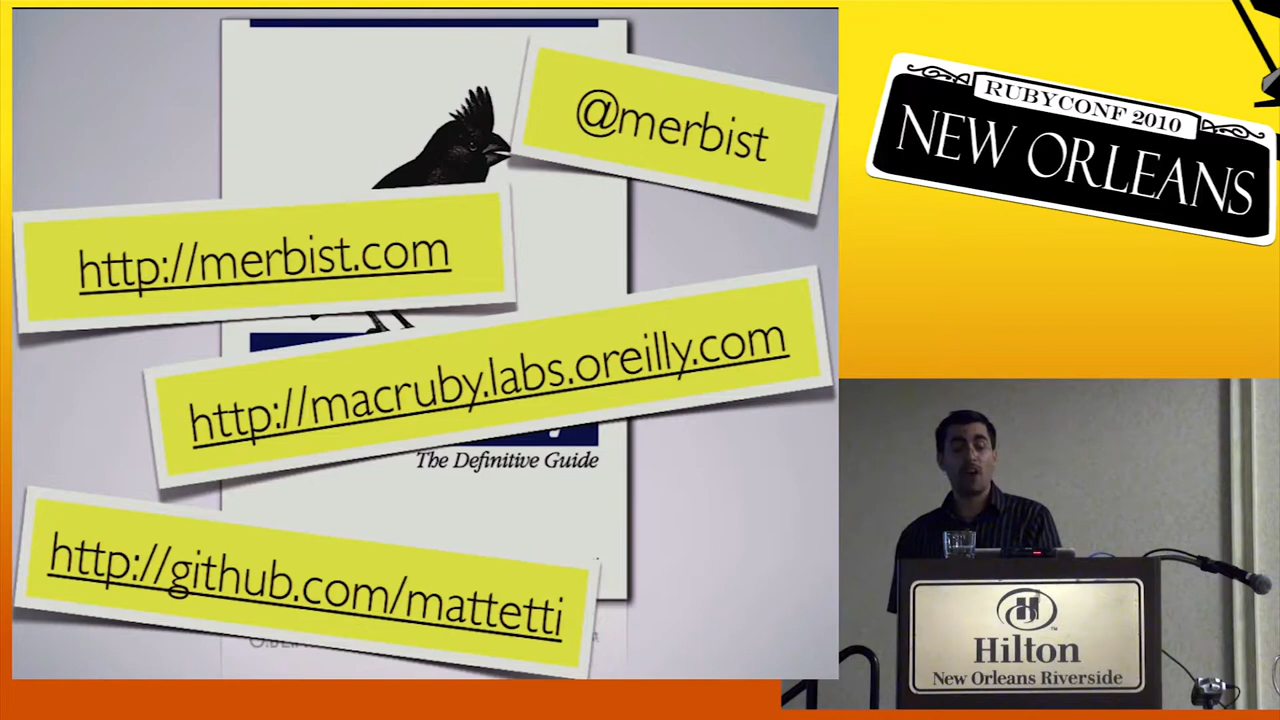 @merbist
http://merbist.com
http://macruby.labs.oreilly.com
The Definitive Guide
http://github.com/mattetti
RUBYCONF 2010
NEW ORLEANS
Hilton
New Orleans Riverside